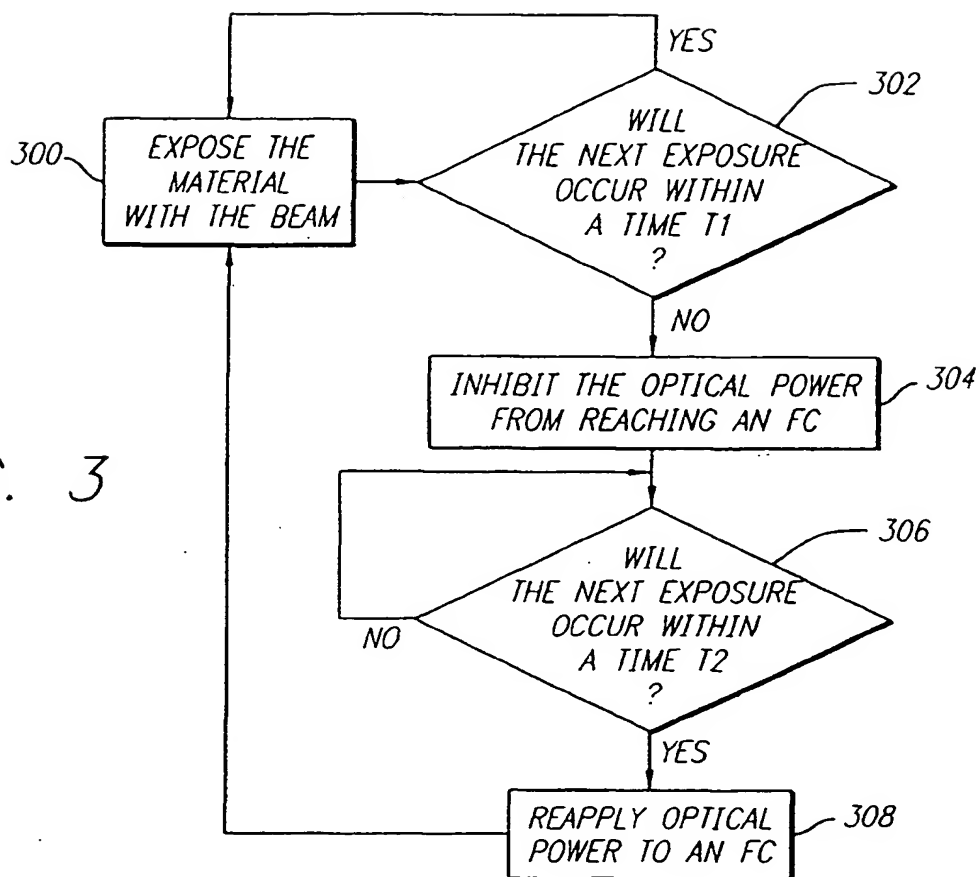 YES
302
300
EXPOSE THE
MATERIAL
WITH THE BEAM
WILL
THE NEXT EXPOSURE
OCCUR WITHIN
A TIME T1
?
NO
304
INHIBIT THE OPTICAL POWER
FROM REACHING AN FC
. 3
306
WILL
THE NEXT EXPOSURE
OCCUR WITHIN
A TIME T2
?
NO
YES
308
REAPPLY OPTICAL
POWER TO AN FC